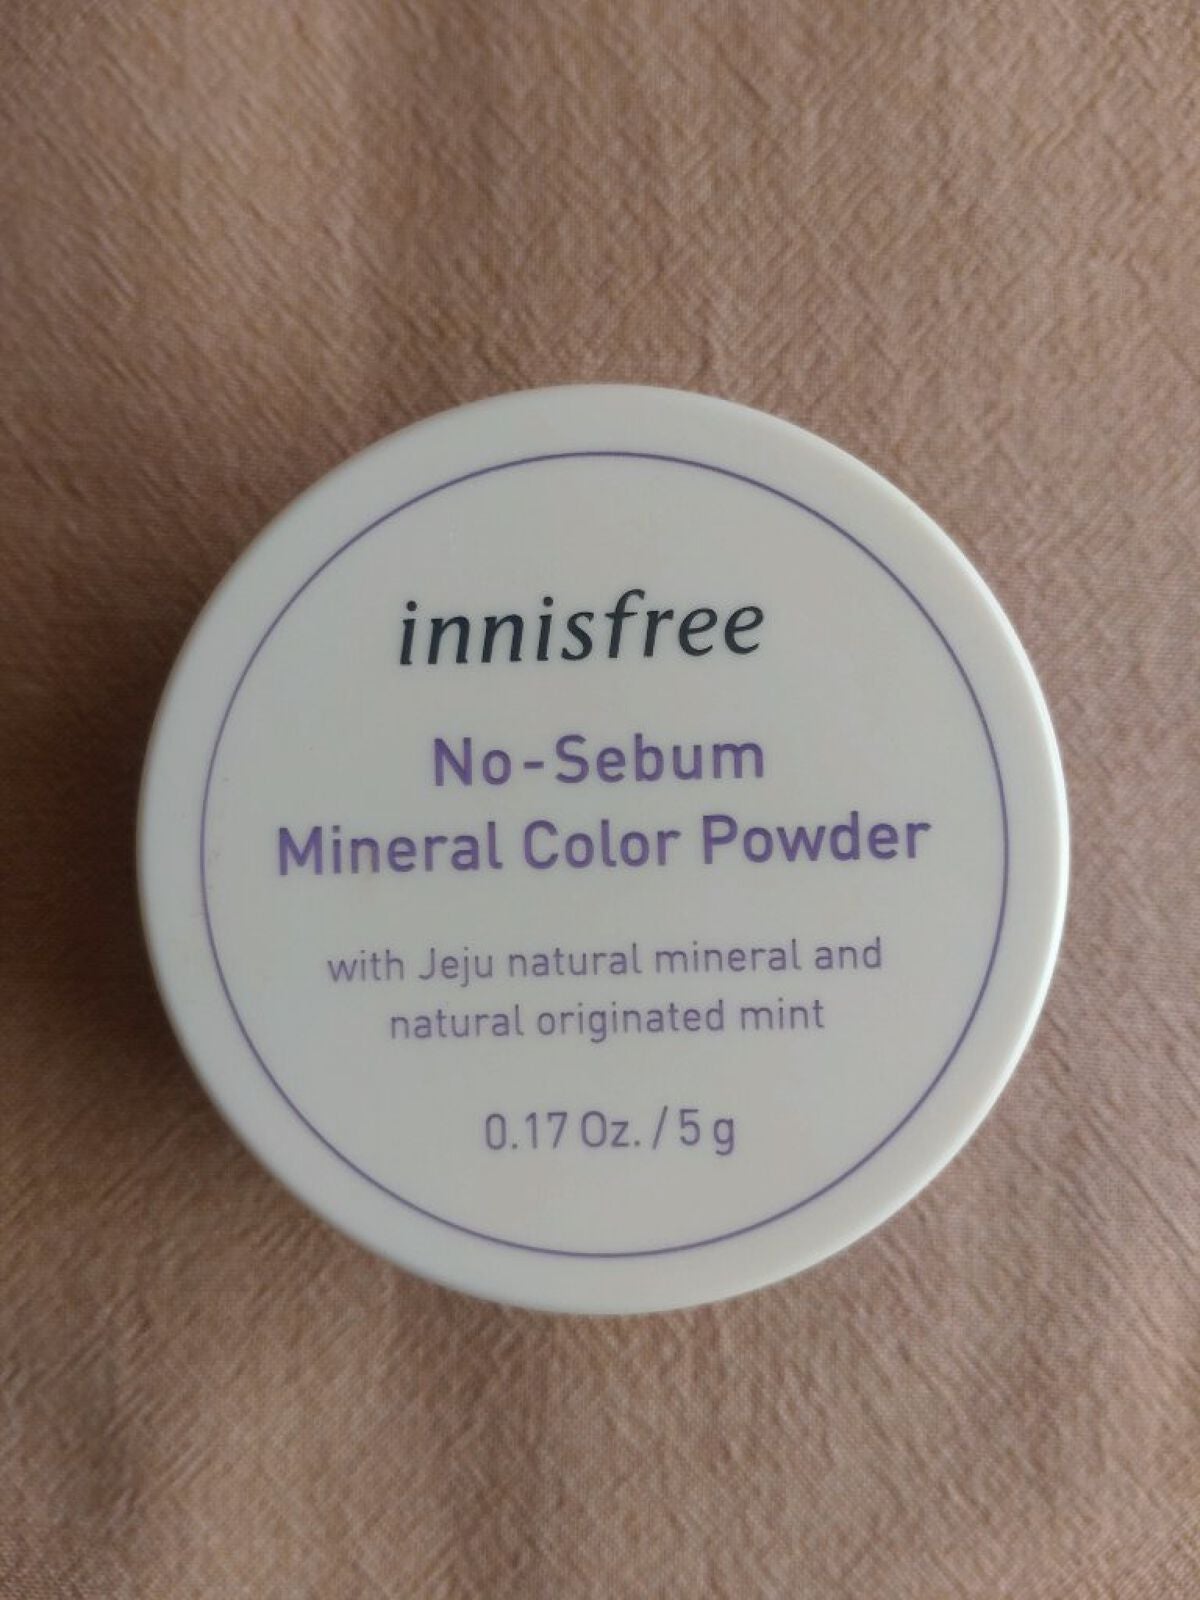 innisfree
No-Sebum
Mineral Color Powder
with Jeju natural mineral and
natural originated mint
0.17 Oz. / 5 g